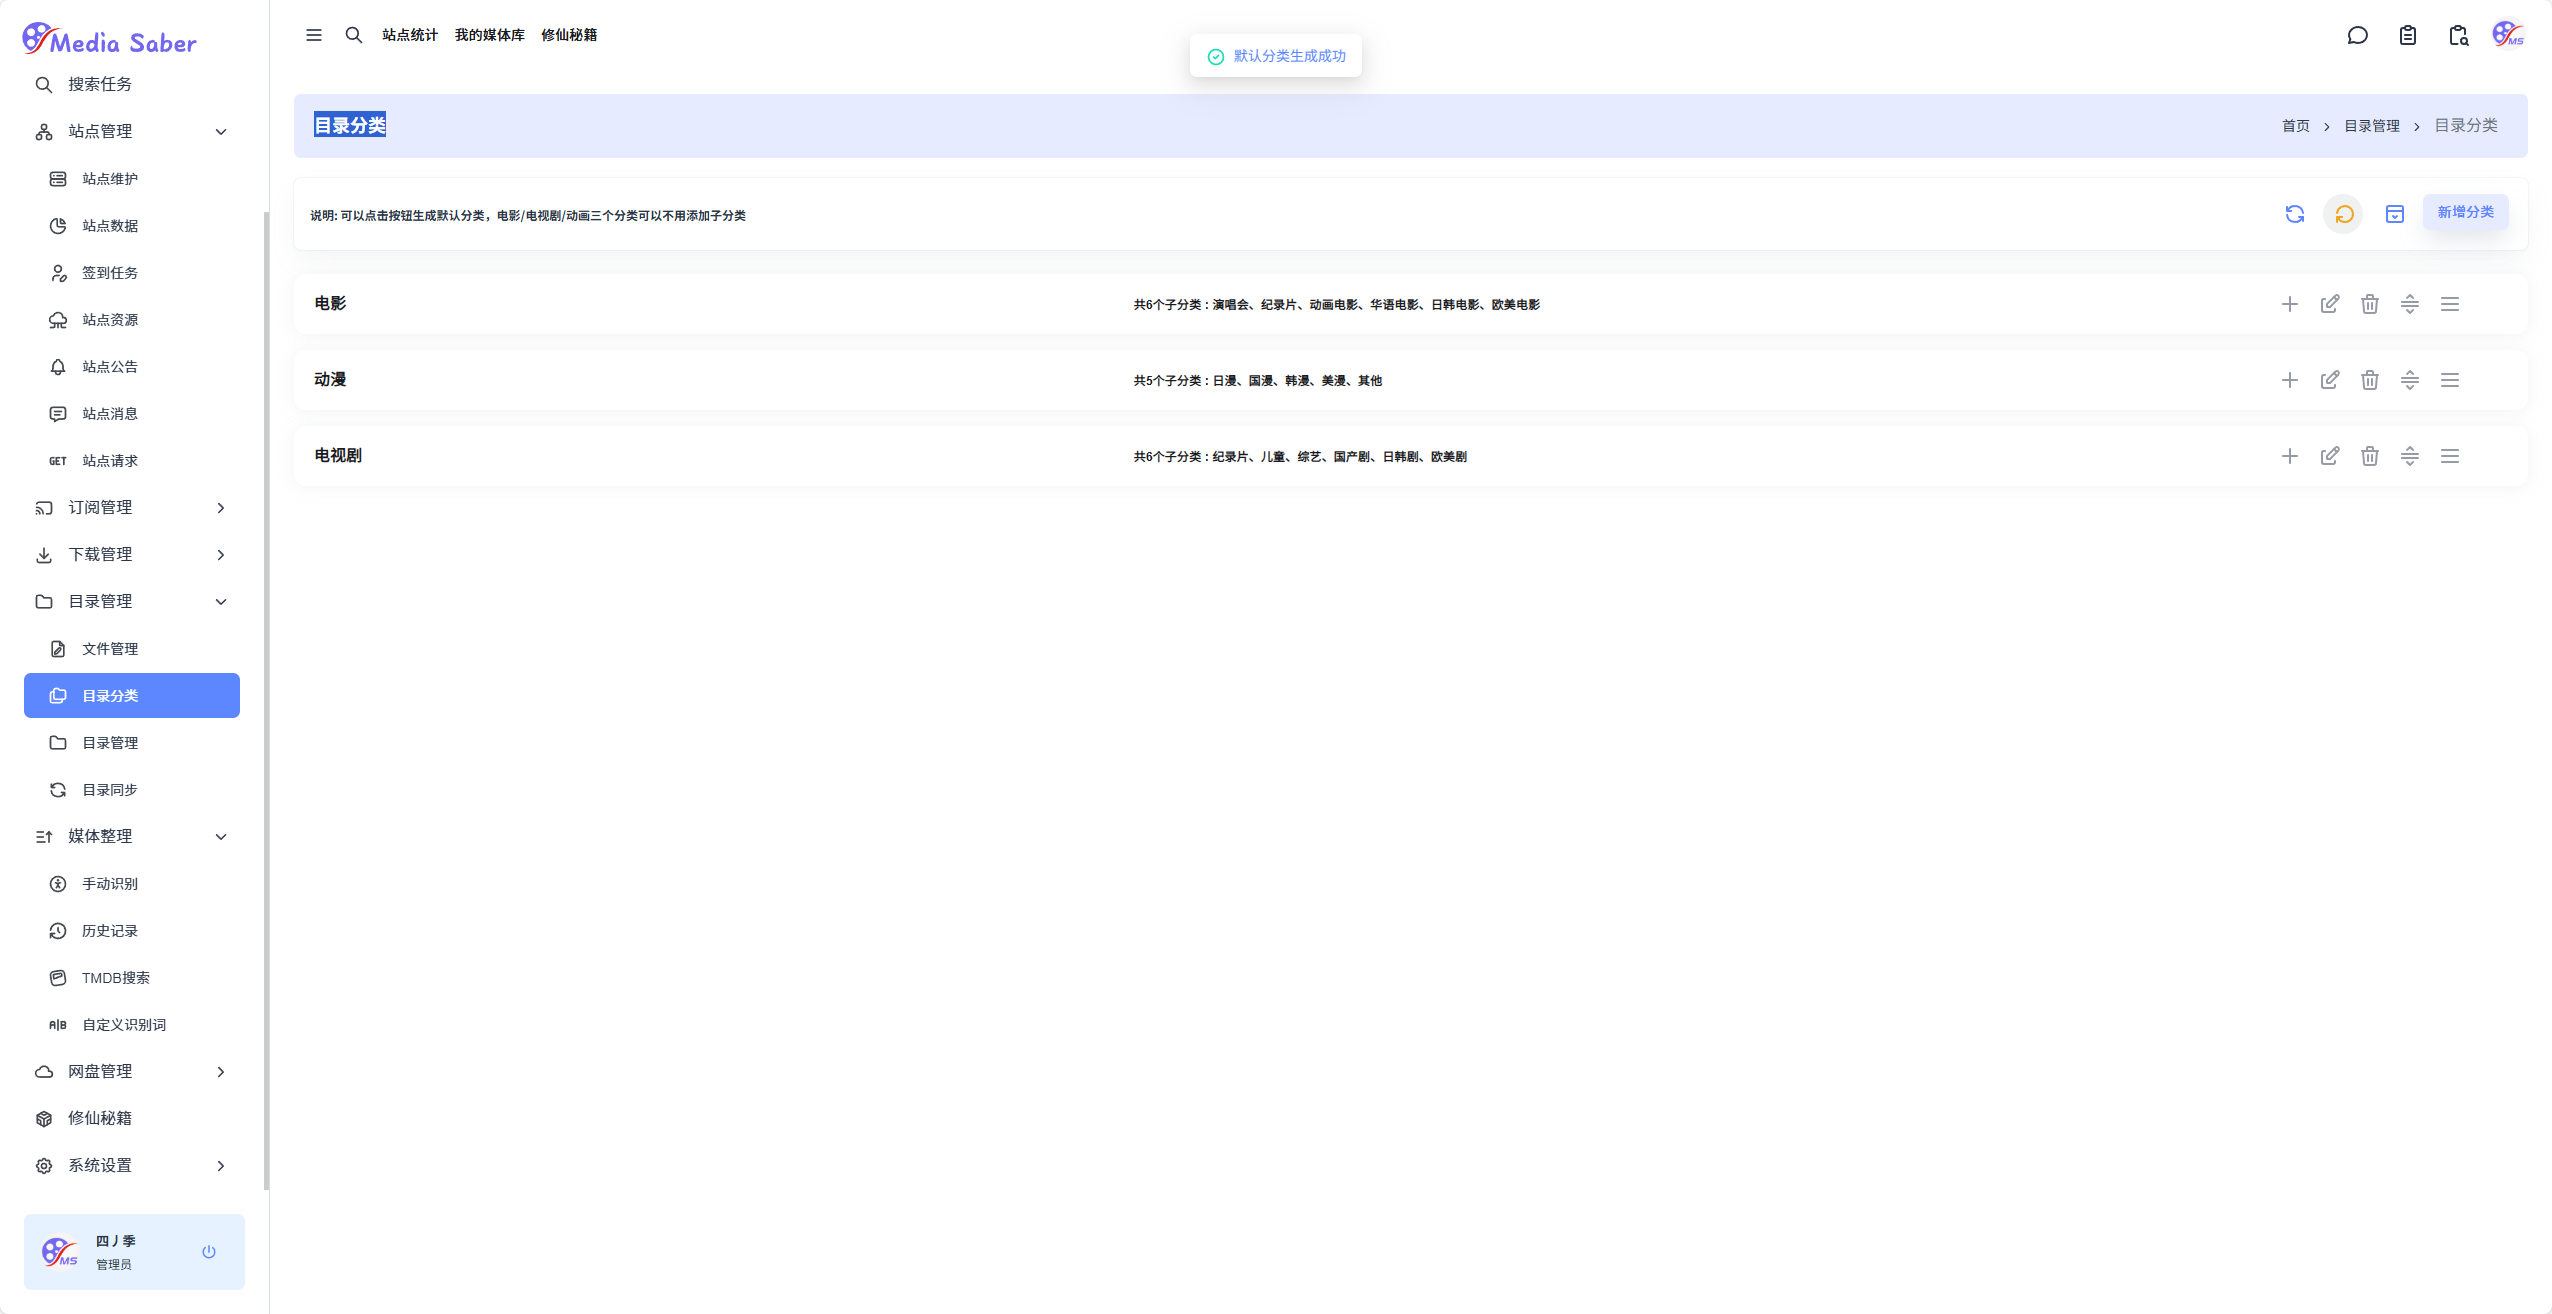 Media Saber
搜索任务
站点管理
站点维护
站点数据
签到任务
站点资源
站点公告
站点消息
GET 站点请求
订阅管理
下载管理
目录管理
文件管理
目录分类
目录管理
目录同步
媒体整理
手动识别
历史记录
TMDB搜索
A|B 自定义识别词
网盘管理
修仙秘籍
系统设置
MS
四丿季
管理员
站点统计 我的媒体库 修仙秘籍
默认分类生成成功
MS
目录分类
首页 > 目录管理 > 目录分类
说明: 可以点击按钮生成默认分类，电影/电视剧/动画三个分类可以不用添加子分类
新增分类
电影
共6个子分类 : 演唱会、纪录片、动画电影、华语电影、日韩电影、欧美电影
动漫
共5个子分类 : 日漫、国漫、韩漫、美漫、其他
电视剧
共6个子分类 : 纪录片、儿童、综艺、国产剧、日韩剧、欧美剧